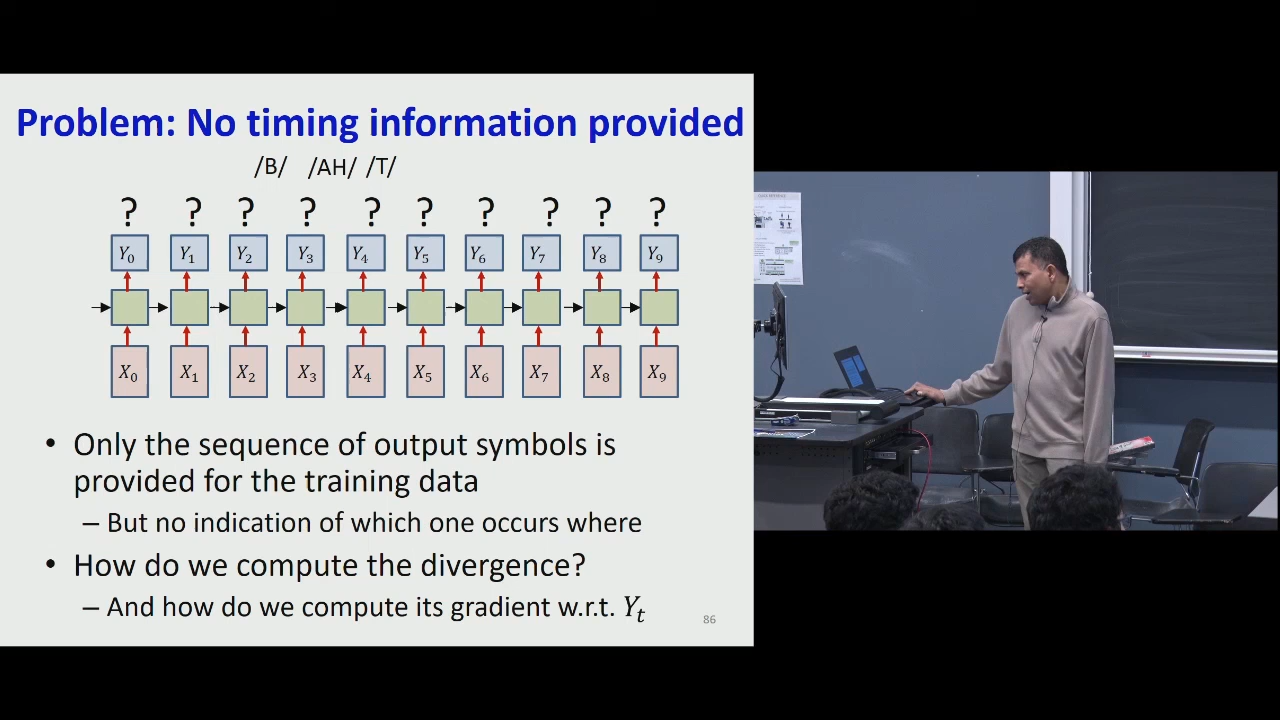 Problem: No timing information provided
/B/ /AH/ /T/
? ? ? ? ? ? ? ? ? ?
Y₀ Y₁ Y₂ Y₃ Y₄ Y₅ Y₆ Y₇ Y₈ Y₉
X₀ X₁ X₂ X₃ X₄ X₅ X₆ X₇ X₈ X₉
• Only the sequence of output symbols is
provided for the training data
– But no indication of which one occurs where
• How do we compute the divergence?
– And how do we compute its gradient w.r.t. Yₜ
86